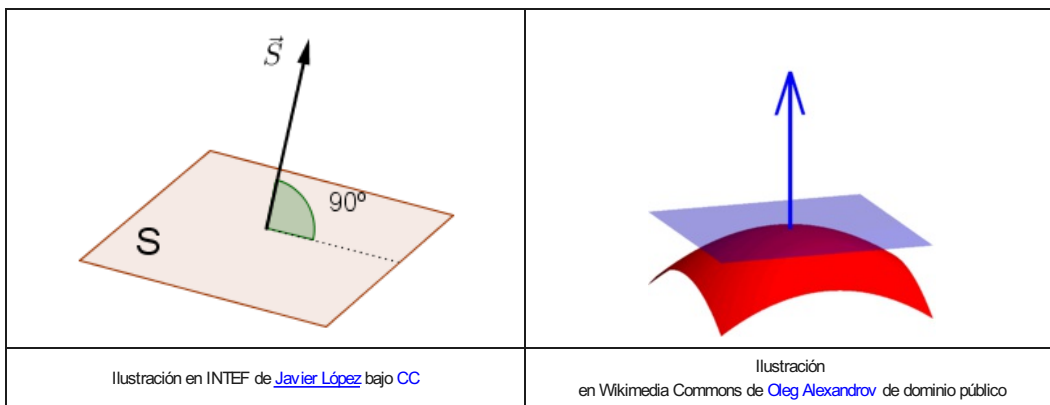 S⃗
90º
S
Ilustración en INTEF de Javier López bajo CC
Ilustración
en Wikimedia Commons de Oleg Alexandrov de dominio público